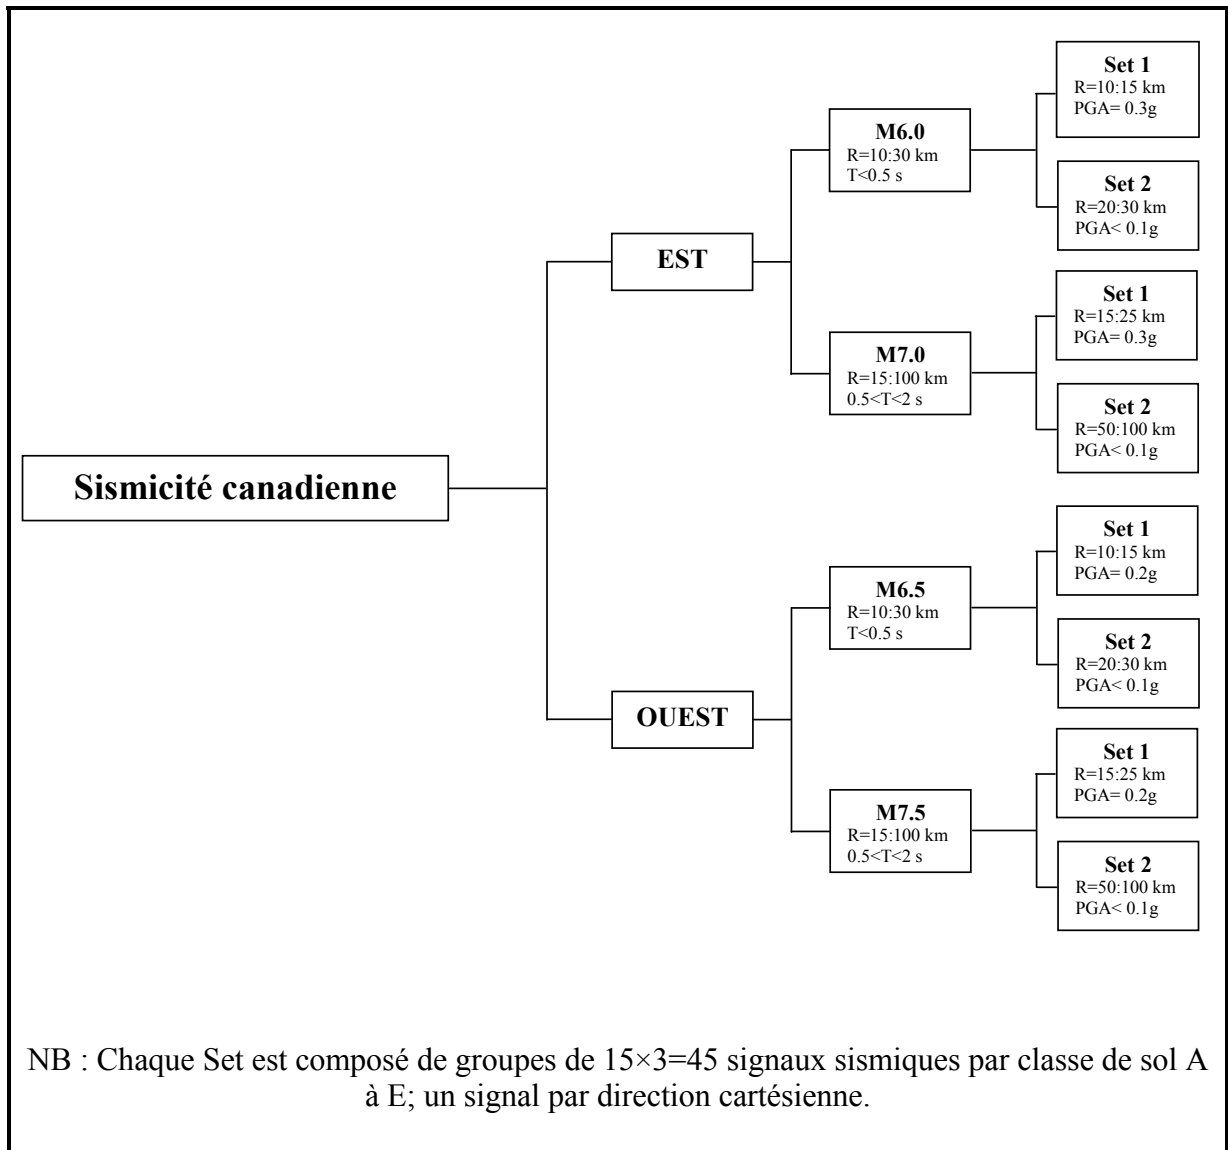 Sismicité canadienne
EST
M6.0
R=10:30 km
T<0.5 s
Set 1
R=10:15 km
PGA= 0.3g
Set 2
R=20:30 km
PGA< 0.1g
M7.0
R=15:100 km
0.5<T<2 s
Set 1
R=15:25 km
PGA= 0.3g
Set 2
R=50:100 km
PGA< 0.1g
OUEST
M6.5
R=10:30 km
T<0.5 s
Set 1
R=10:15 km
PGA= 0.2g
Set 2
R=20:30 km
PGA< 0.1g
M7.5
R=15:100 km
0.5<T<2 s
Set 1
R=15:25 km
PGA= 0.2g
Set 2
R=50:100 km
PGA< 0.1g
NB : Chaque Set est composé de groupes de 15×3=45 signaux sismiques par classe de sol A
à E; un signal par direction cartésienne.